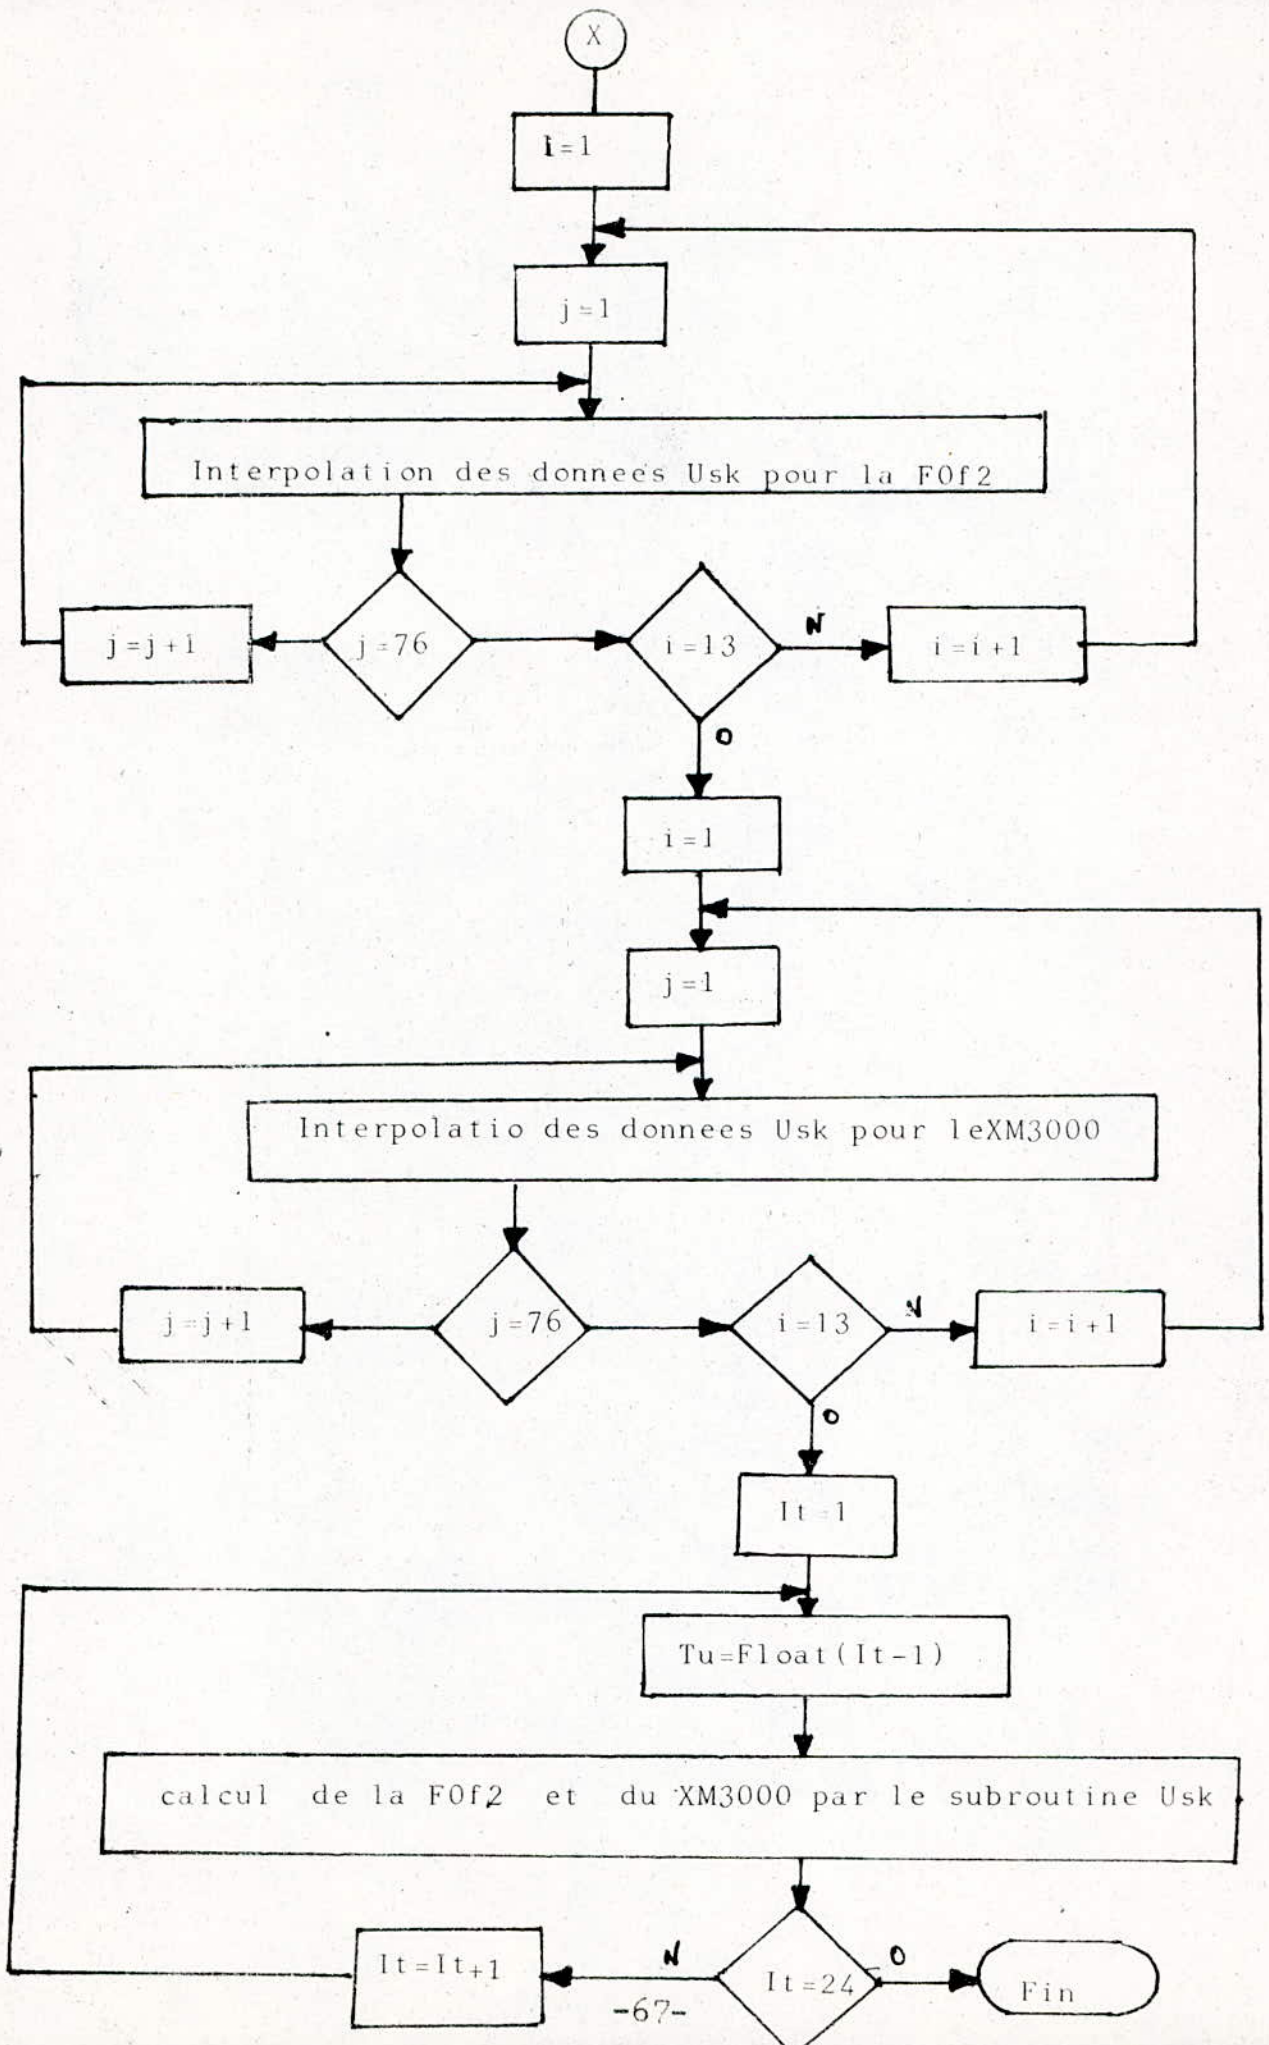 X
i=1
j=1
Interpolation des donnees Usk pour la F0f2
j=j+1
j=76
i=13
N
i=i+1
O
i=1
j=1
Interpolatio des donnees Usk pour leXM3000
j=j+1
j=76
i=13
N
i=i+1
O
It=1
Tu=Float(It-1)
calcul de la F0f2 et du XM3000 par le subroutine Usk
It=It+1
N
It=24
O
Fin
-67-